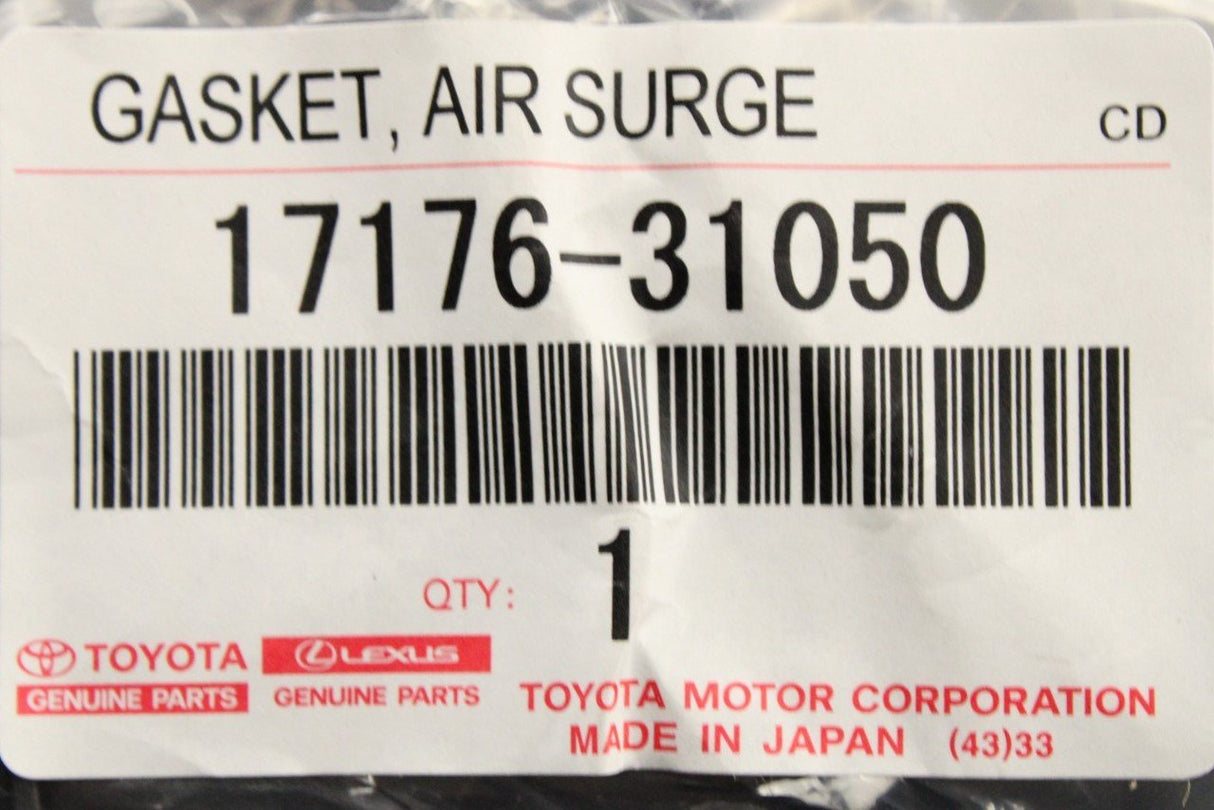 GASKET, AIR SURGE
CD
17176-31050
QTY: 1
TOYOTA
GENUINE PARTS
LEXUS
GENUINE PARTS
TOYOTA MOTOR CORPORATION
MADE IN JAPAN (43)33